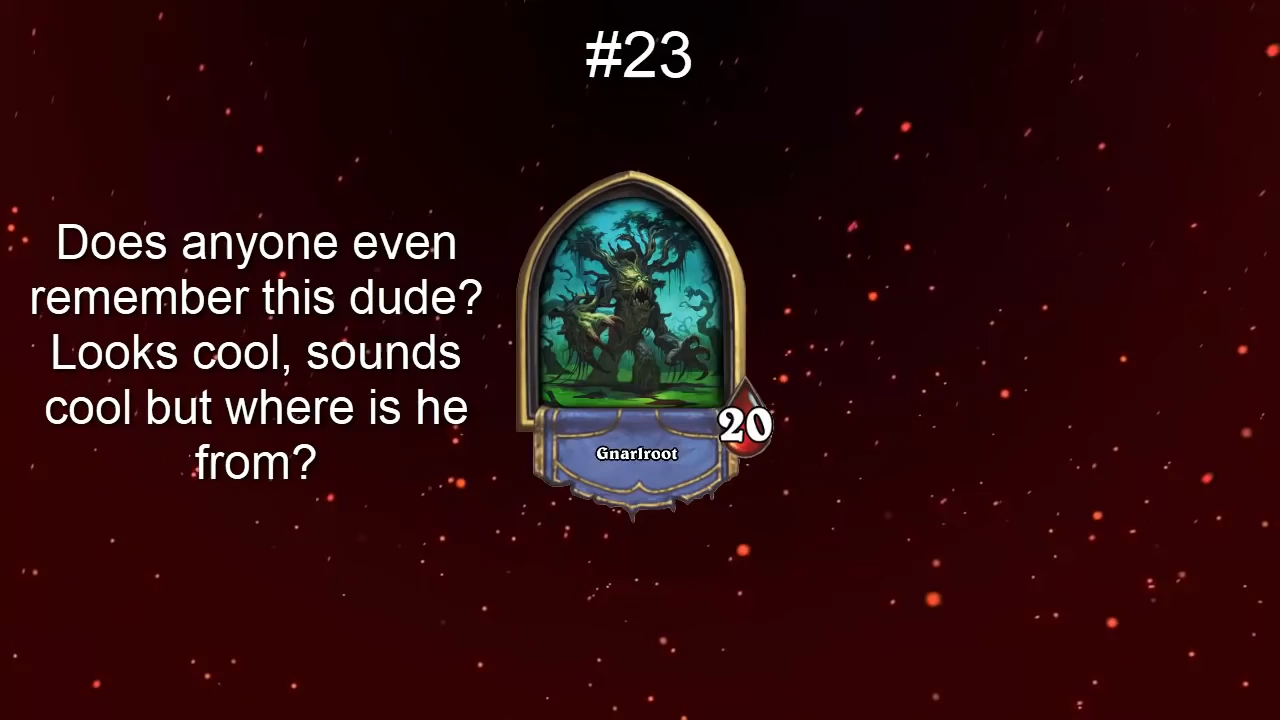 #23
Does anyone even
remember this dude?
Looks cool, sounds
cool but where is he
from?
20
Gnarlroot